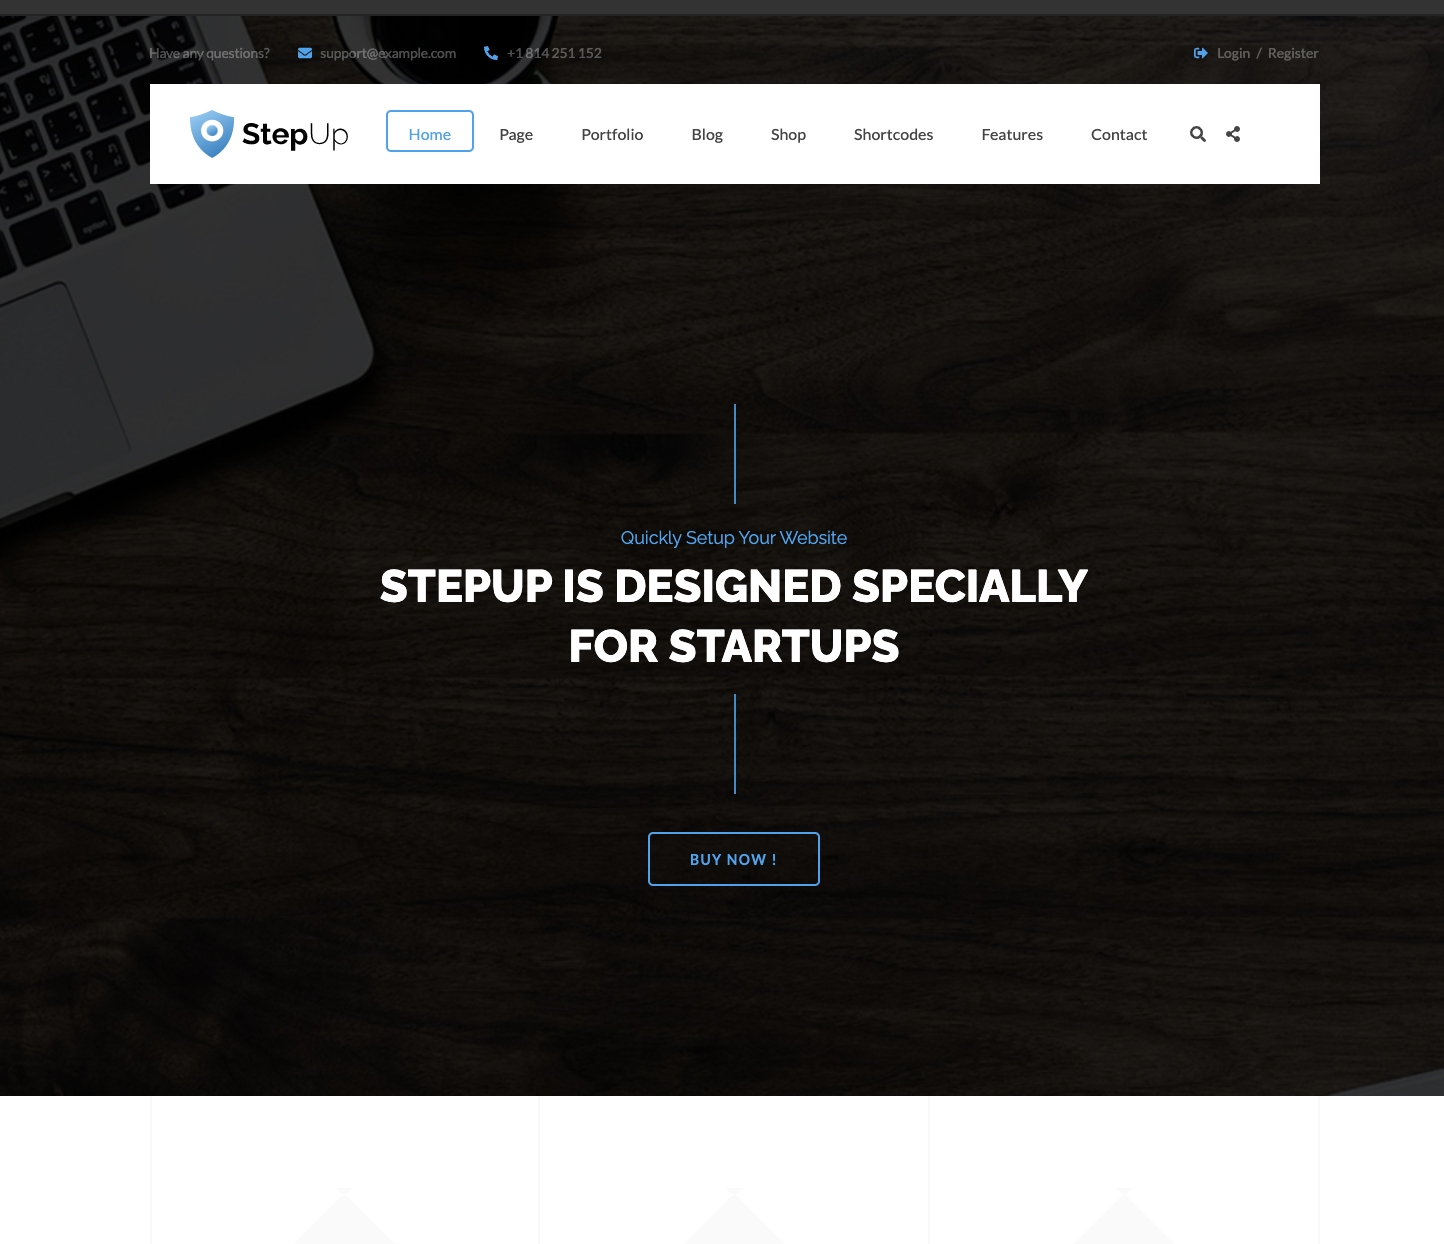 Have any questions? support@example.com +1 814 251 152 Login / Register
StepUp Home Page Portfolio Blog Shop Shortcodes Features Contact
Quickly Setup Your Website
STEPUP IS DESIGNED SPECIALLY
FOR STARTUPS
BUY NOW !